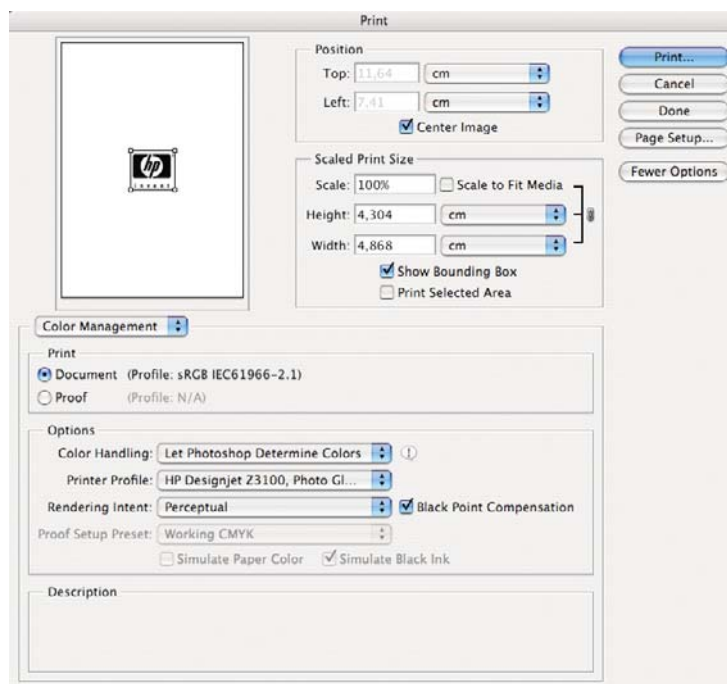 Print
Position
Top: 11,64 cm
Left: 7,41 cm
Center Image
Scaled Print Size
Scale: 100% Scale to Fit Media
Height: 4,304 cm
Width: 4,868 cm
Show Bounding Box
Print Selected Area
Print...
Cancel
Done
Page Setup...
Fewer Options
hp
invent
Color Management
Print
Document (Profile: sRGB IEC61966-2.1)
Proof (Profile: N/A)
Options
Color Handling: Let Photoshop Determine Colors
Printer Profile: HP Designjet Z3100, Photo Gl...
Rendering Intent: Perceptual Black Point Compensation
Proof Setup Preset: Working CMYK
Simulate Paper Color Simulate Black Ink
Description